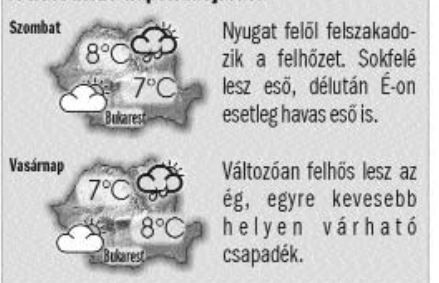 Szombat
8°C
7°C
Bukarest
Nyugat felől felszakado-
zik a felhőzet. Sokfelé
lesz eső, délután É-on
esetleg havas eső is.
Vasárnap
7°C
8°C
Bukarest
Változóan felhős lesz az
ég, egyre kevesebb
helyen várható
csapadék.